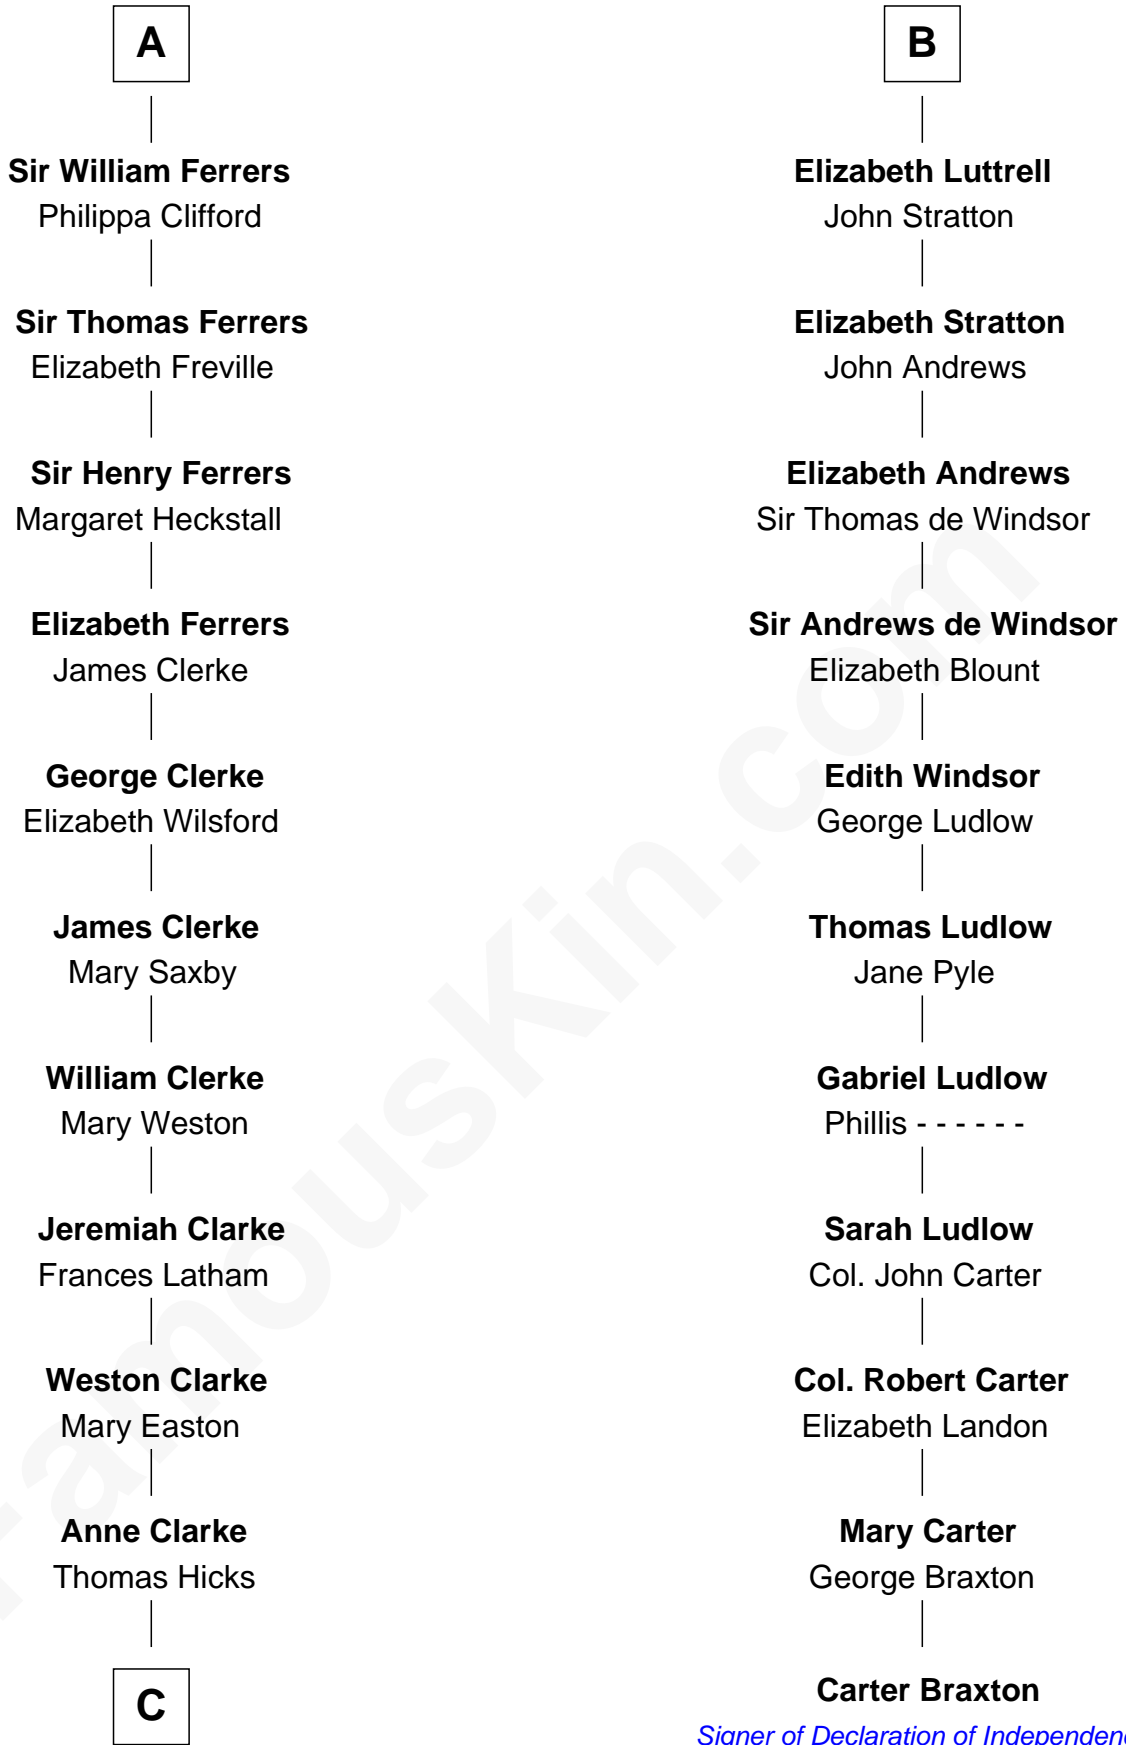 A
Sir William Ferrers
Philippa Clifford
Sir Thomas Ferrers
Elizabeth Freville
Sir Henry Ferrers
Margaret Heckstall
Elizabeth Ferrers
James Clerke
George Clerke
Elizabeth Wilsford
James Clerke
Mary Saxby
William Clerke
Mary Weston
Jeremiah Clarke
Frances Latham
Weston Clarke
Mary Easton
Anne Clarke
Thomas Hicks
C
B
Elizabeth Luttrell
John Stratton
Elizabeth Stratton
John Andrews
Elizabeth Andrews
Sir Thomas de Windsor
Sir Andrews de Windsor
Elizabeth Blount
Edith Windsor
George Ludlow
Thomas Ludlow
Jane Pyle
Gabriel Ludlow
Phillis - - - - - -
Sarah Ludlow
Col. John Carter
Col. Robert Carter
Elizabeth Landon
Mary Carter
George Braxton
Carter Braxton
Signer of Declaration of Independenc
FamousKin.com